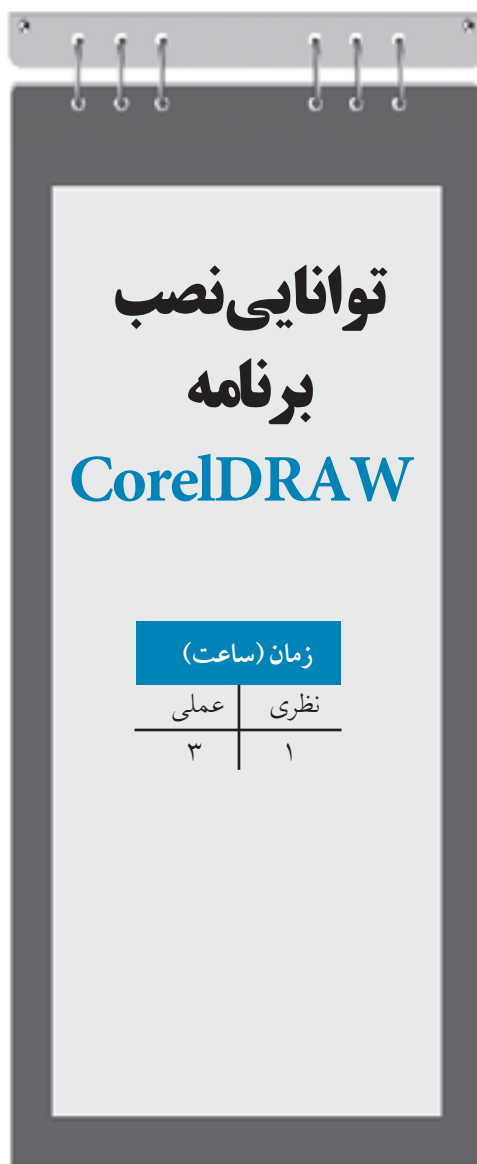 توانایی نصب
برنامه
CorelDRAW
زمان (ساعت)
نظری عملی
۱ ۳